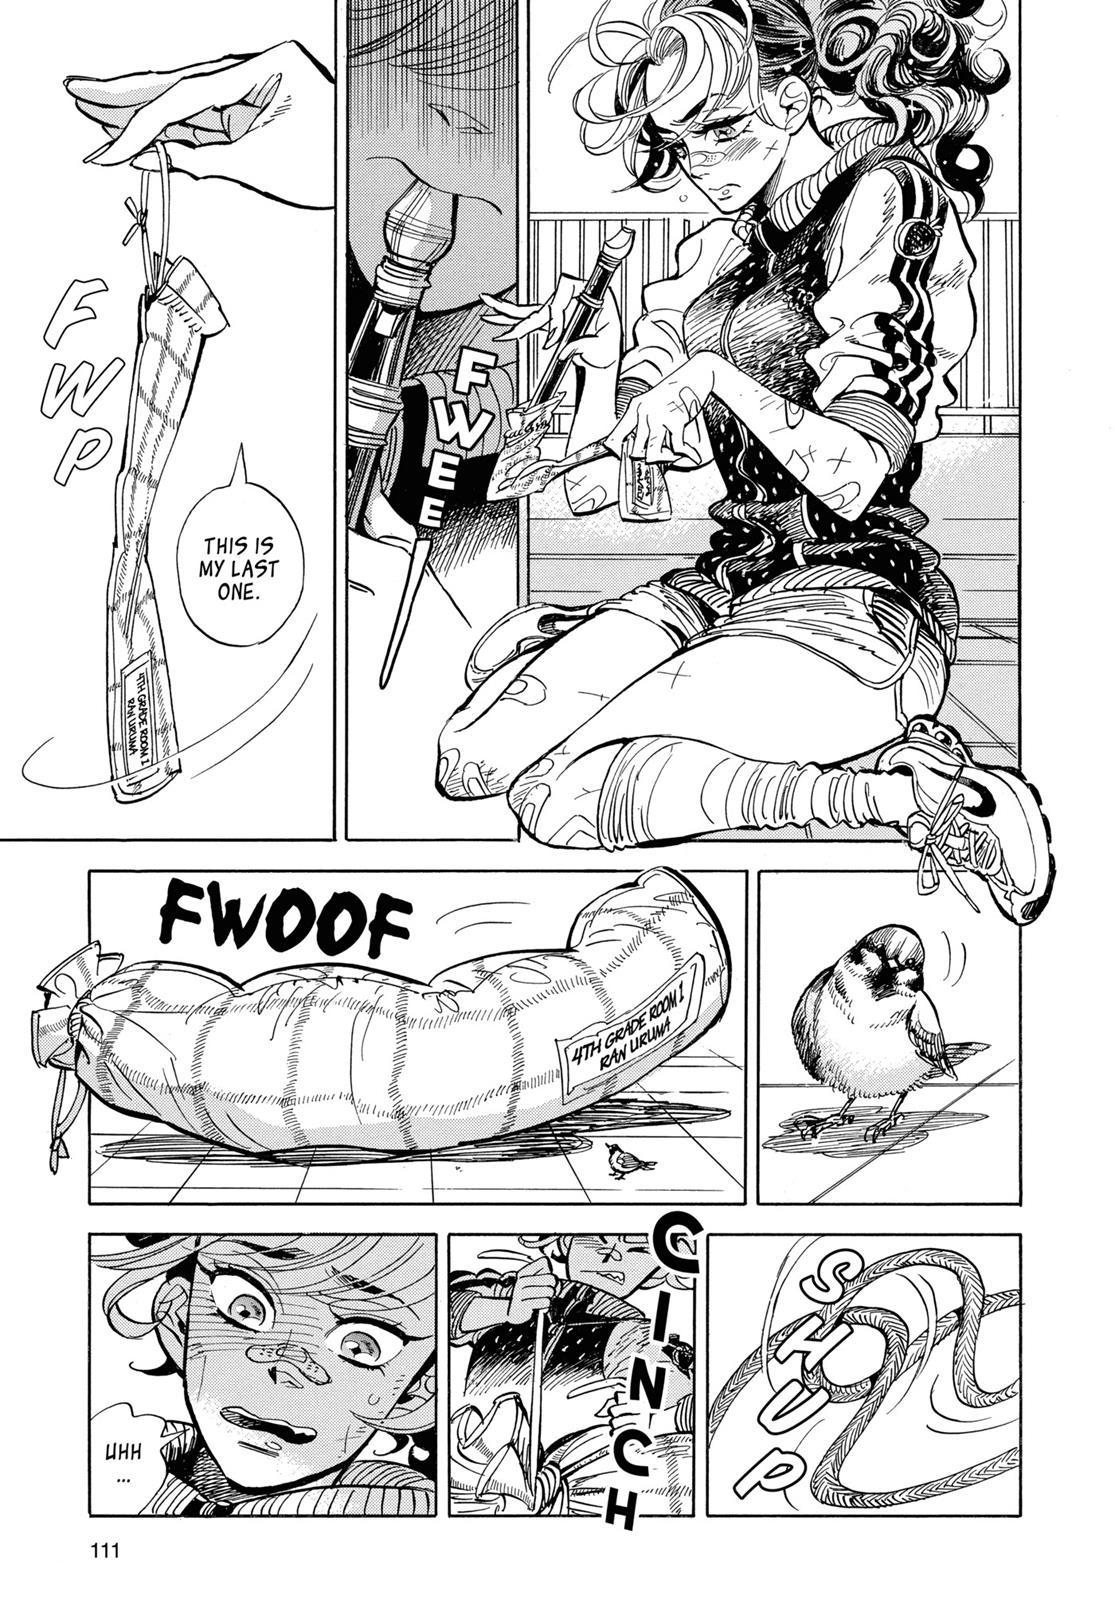 FWEE
FWP
THIS IS
MY LAST
ONE.
4TH GRADE ROOM 1
RAN URUMA
FWOOF
4TH GRADE ROOM 1
RAN URUMA
SHUP
CINCH
UHH
...
111